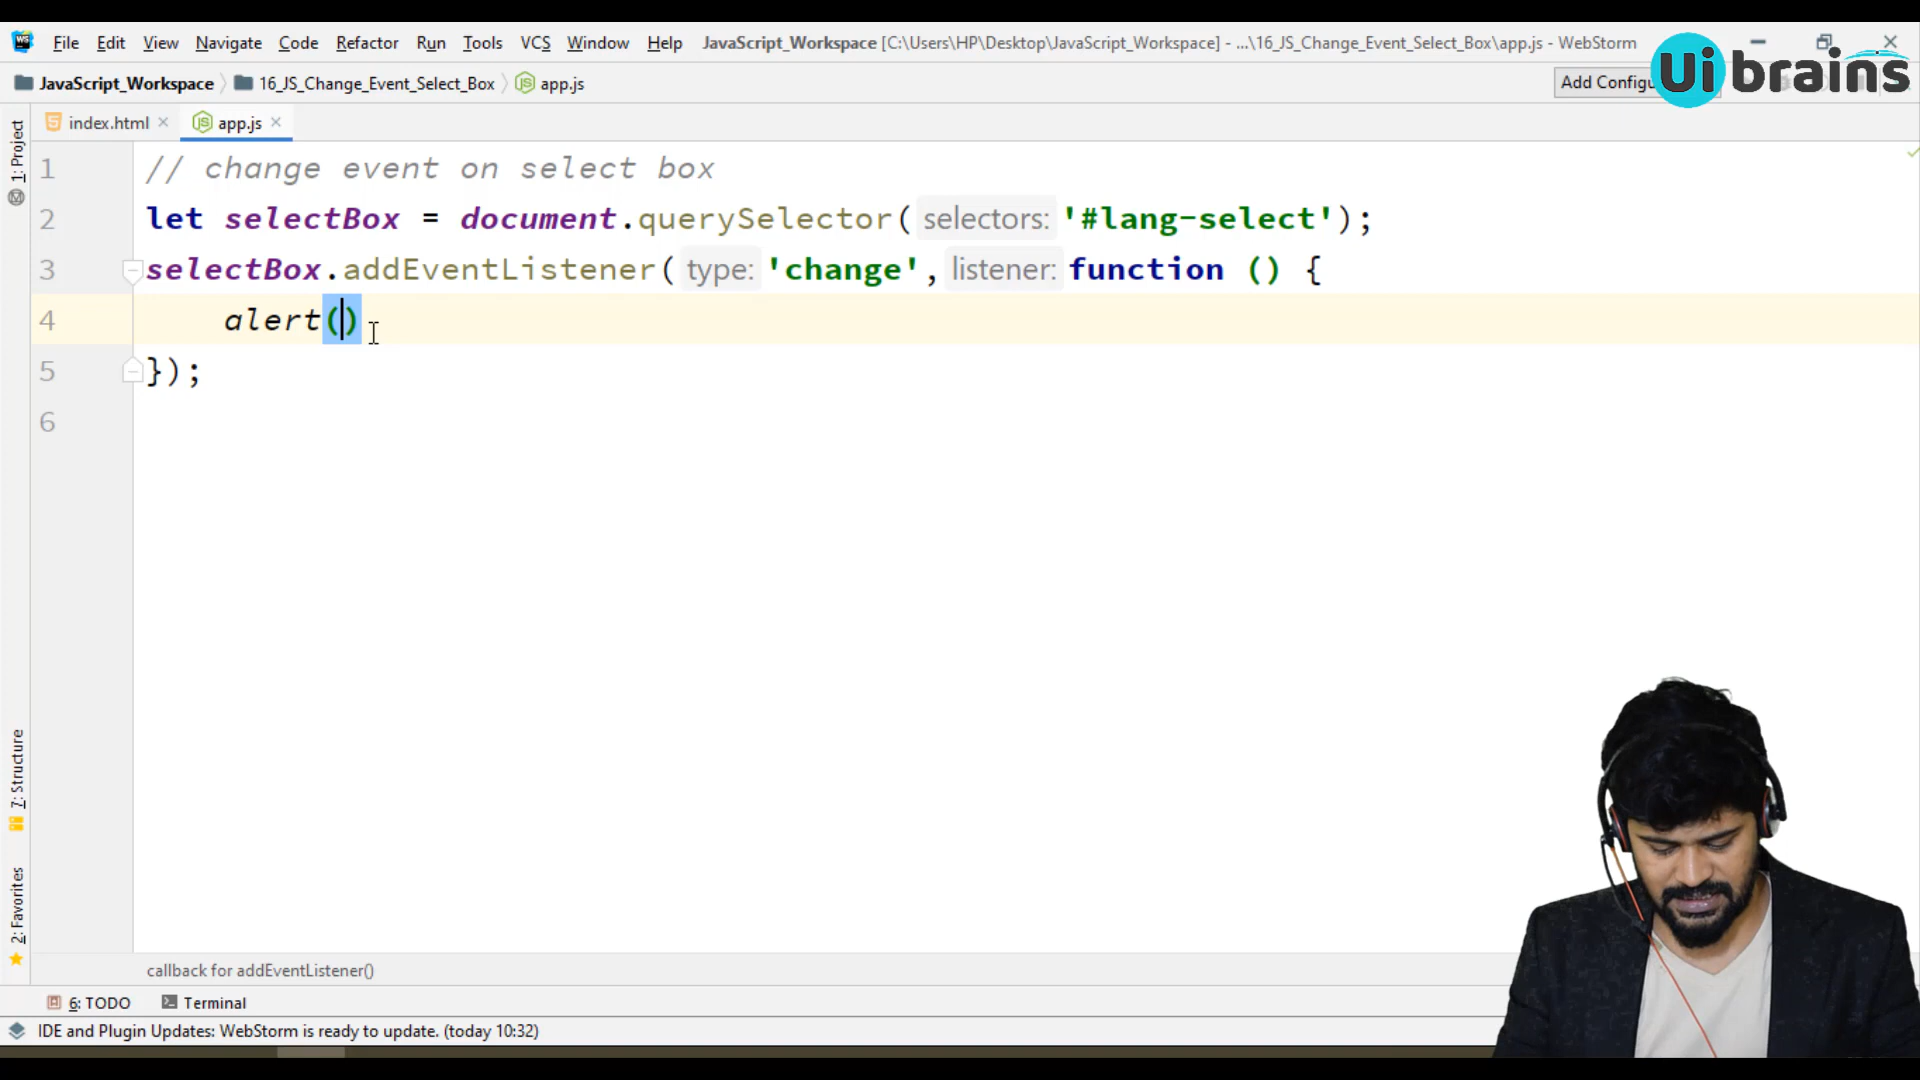 File Edit View Navigate Code Refactor Run Tools VCS Window Help JavaScript_Workspace [C:\Users\HP\Desktop\JavaScript_Workspace] - ...\16_JS_Change_Event_Select_Box\app.js - WebStorm
Ui brains
JavaScript_Workspace 16_JS_Change_Event_Select_Box app.js Add Configu
index.html app.js
1: Project
1 // change event on select box
2 let selectBox = document.querySelector( selectors: '#lang-select');
3 selectBox.addEventListener( type: 'change', listener: function () {
4 alert()
5 });
6
7: Structure
2: Favorites
callback for addEventListener()
6: TODO Terminal
IDE and Plugin Updates: WebStorm is ready to update. (today 10:32)